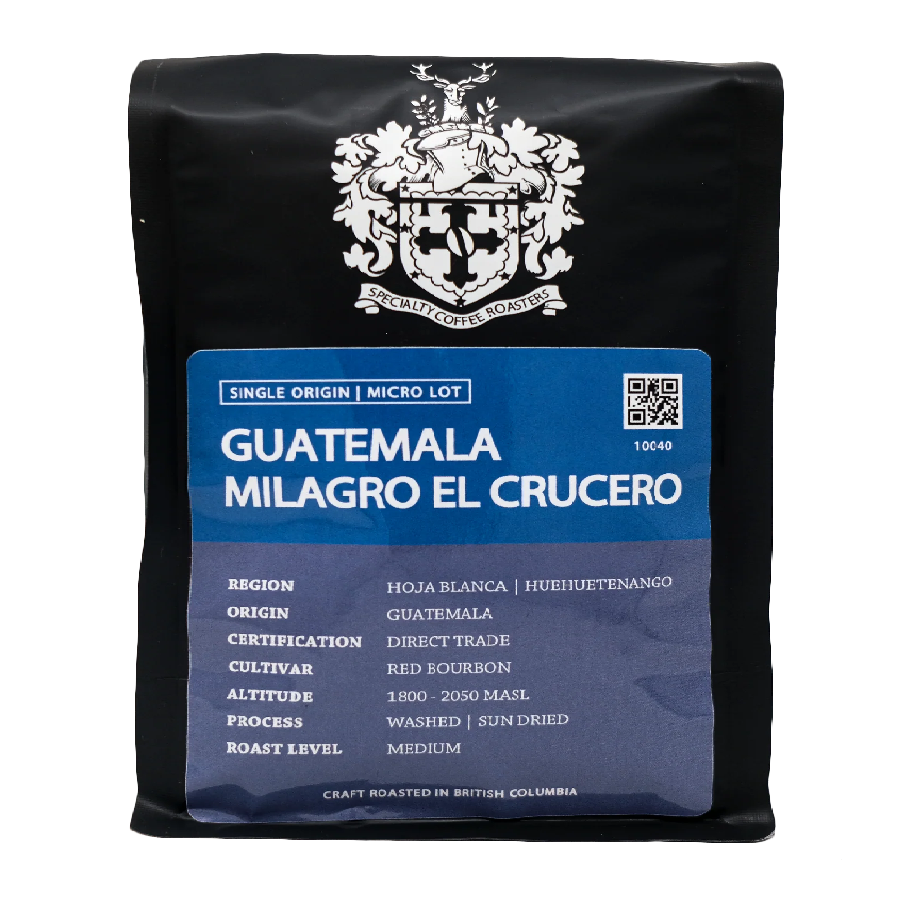 SPECIALTY COFFEE ROASTERS
SINGLE ORIGIN | MICRO LOT
10040
GUATEMALA
MILAGRO EL CRUCERO
REGION HOJA BLANCA | HUEHUETENANGO
ORIGIN GUATEMALA
CERTIFICATION DIRECT TRADE
CULTIVAR RED BOURBON
ALTITUDE 1800 - 2050 MASL
PROCESS WASHED | SUN DRIED
ROAST LEVEL MEDIUM
CRAFT ROASTED IN BRITISH COLUMBIA